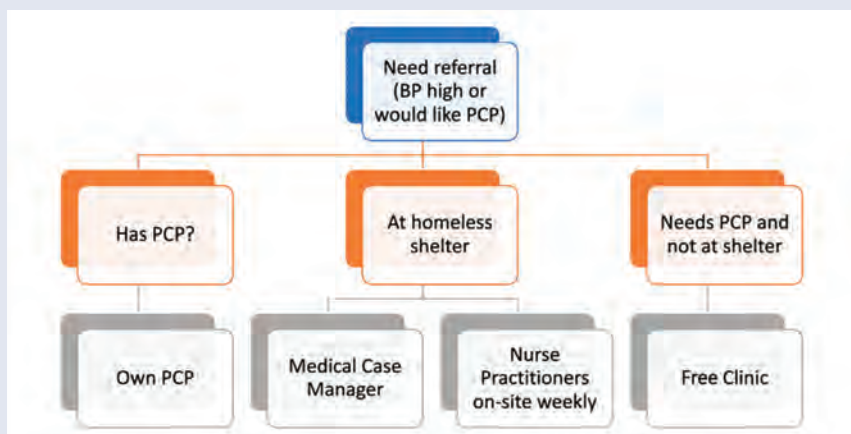 Need referral
(BP high or
would like PCP)
Has PCP?
At homeless
shelter
Needs PCP and
not at shelter
Own PCP
Medical Case
Manager
Nurse
Practitioners
on-site weekly
Free Clinic